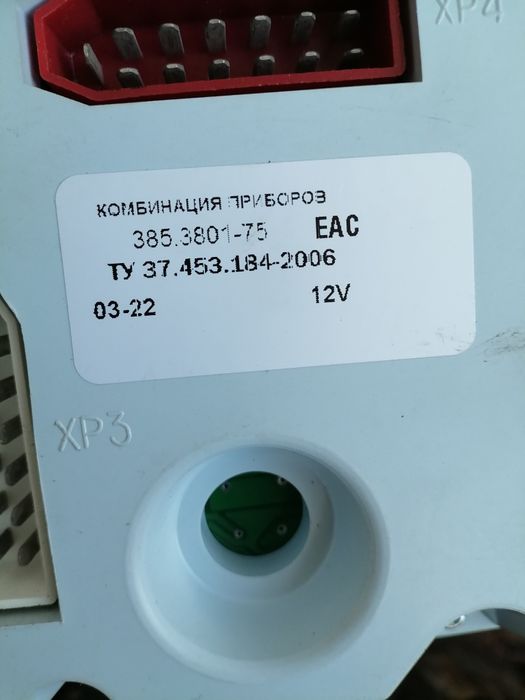 XP4
КОМБИНАЦИЯ ПРИБОРОВ
385.3801-75 EAC
ТУ 37.453.184-2006
03-22 12V
XP3